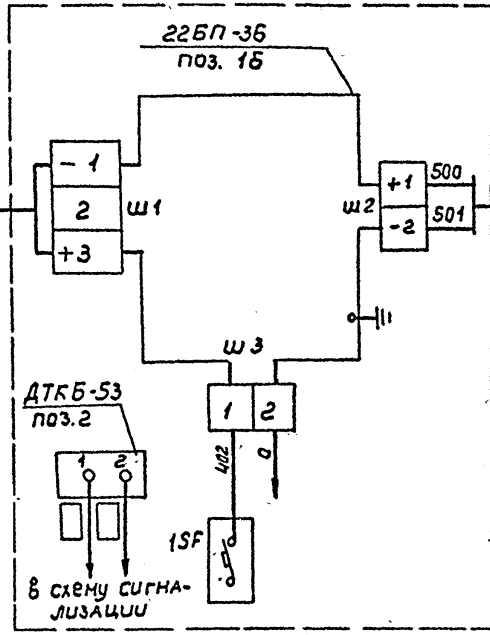 22БП-36
поз. 1б
- 1
2
+3
Ш1
+1
-2
Ш2
500
501
Ш3
1 2
402
0
ДТКБ-53
поз.2
1 2
1SF
в схему сигна-
лизации